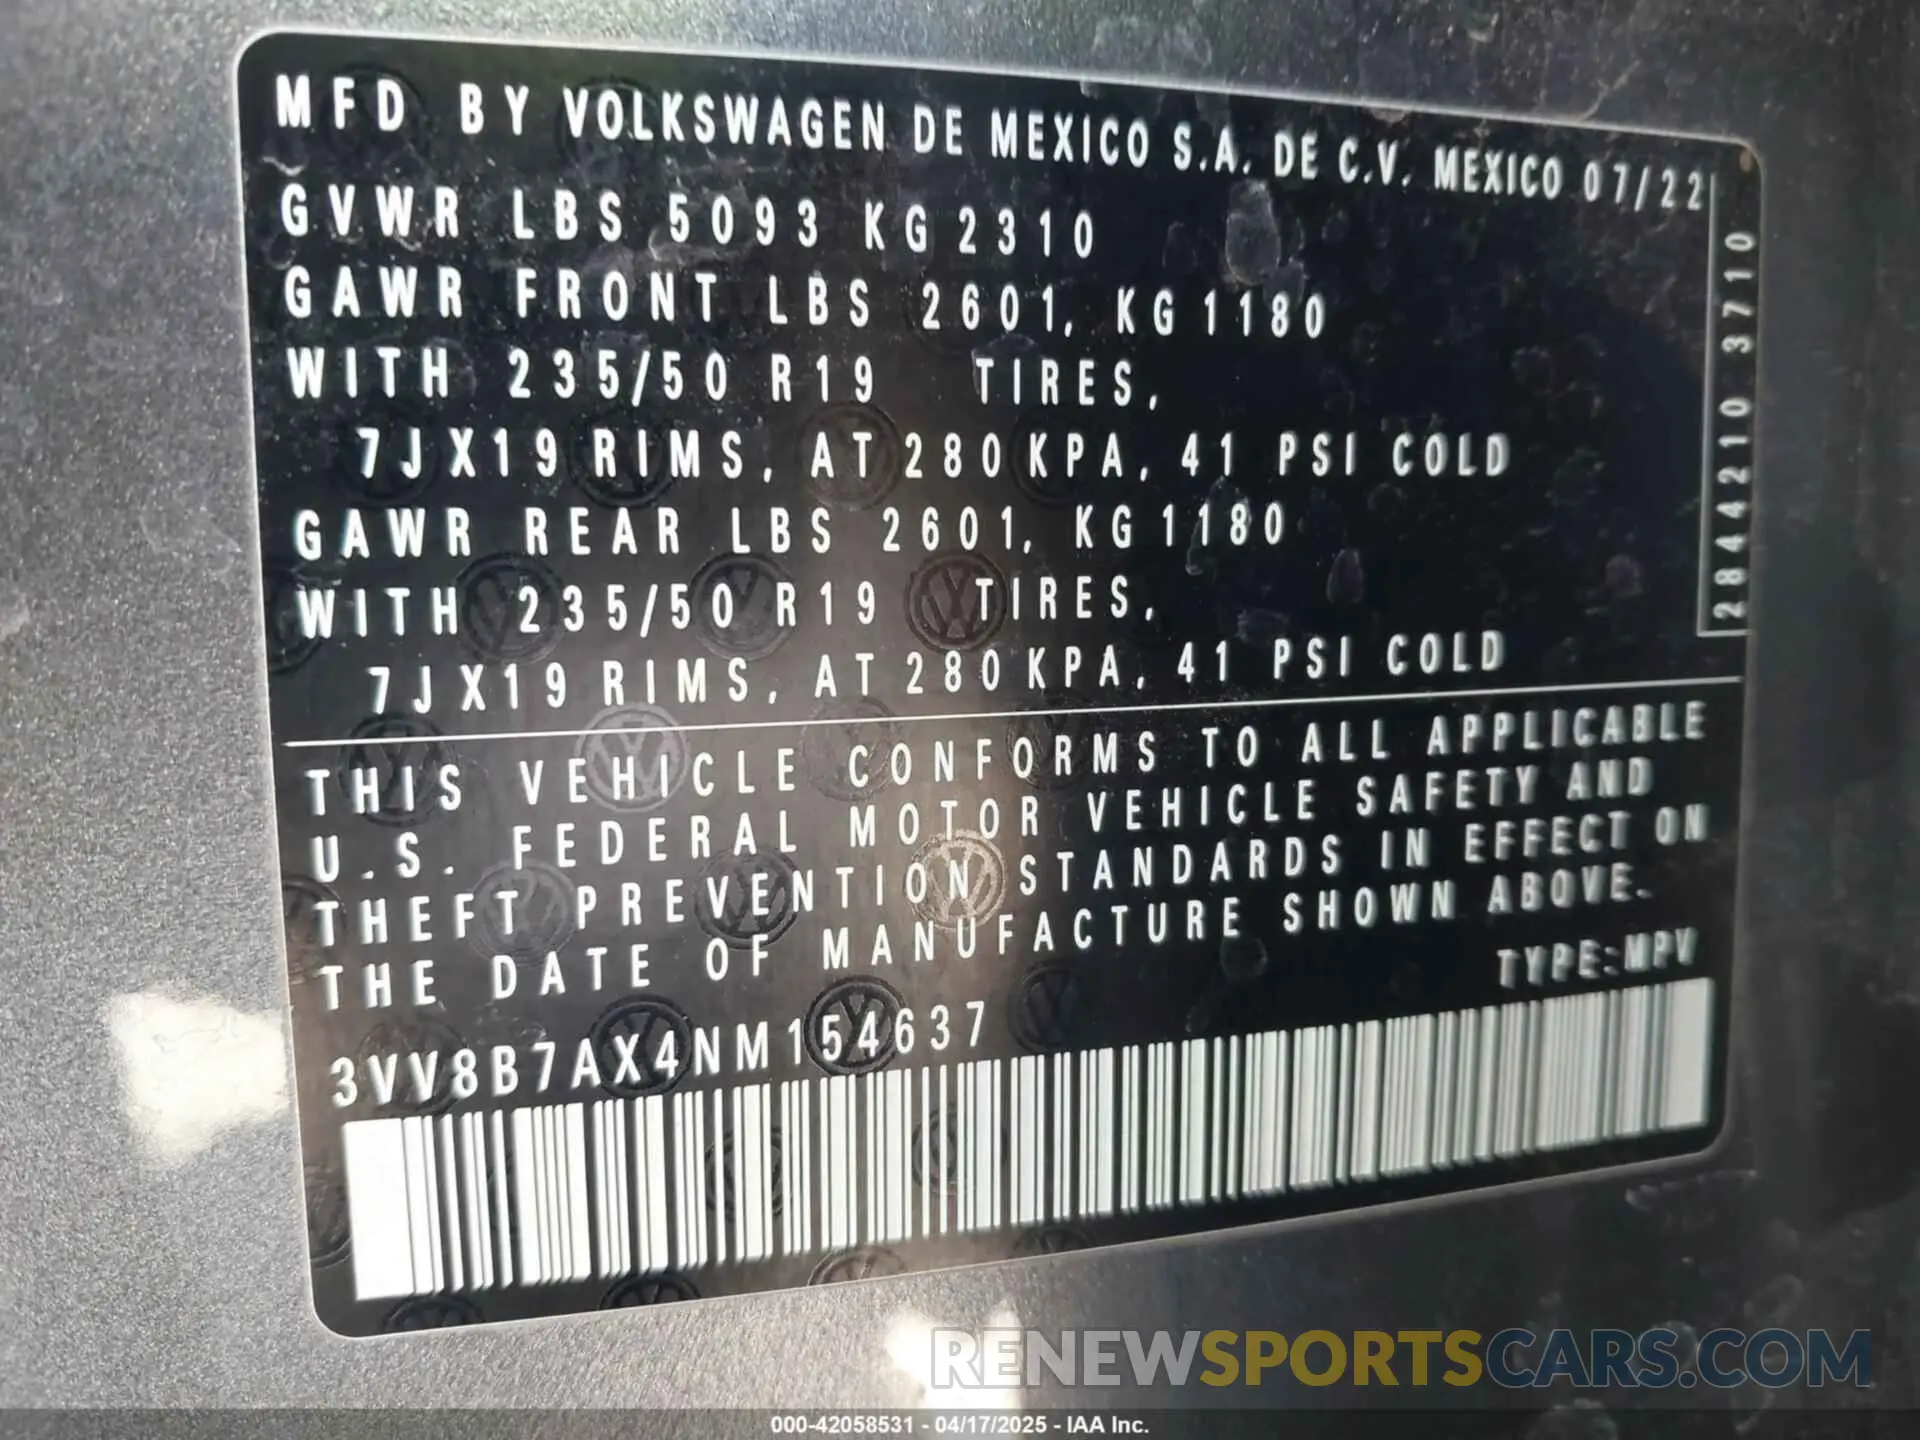 MFD BY VOLKSWAGEN DE MEXICO S.A. DE C.V. MEXICO 07/22
GVWR LBS 5093 KG 2310
GAWR FRONT LBS 2601, KG 1180
WITH 235/50 R19 TIRES,
7JX19 RIMS, AT 280 KPA, 41 PSI COLD
GAWR REAR LBS 2601, KG 1180
WITH 235/50 R19 TIRES,
7JX19 RIMS, AT 280 KPA, 41 PSI COLD
2844210 3710
THIS VEHICLE CONFORMS TO ALL APPLICABLE
U.S. FEDERAL MOTOR VEHICLE SAFETY AND
THEFT PREVENTION STANDARDS IN EFFECT ON
THE DATE OF MANUFACTURE SHOWN ABOVE.
TYPE:MPV
3VV8B7AX4NM154637
RENEWSPORTSCARS.COM
000-42058531 - 04/17/2025 - IAA Inc.